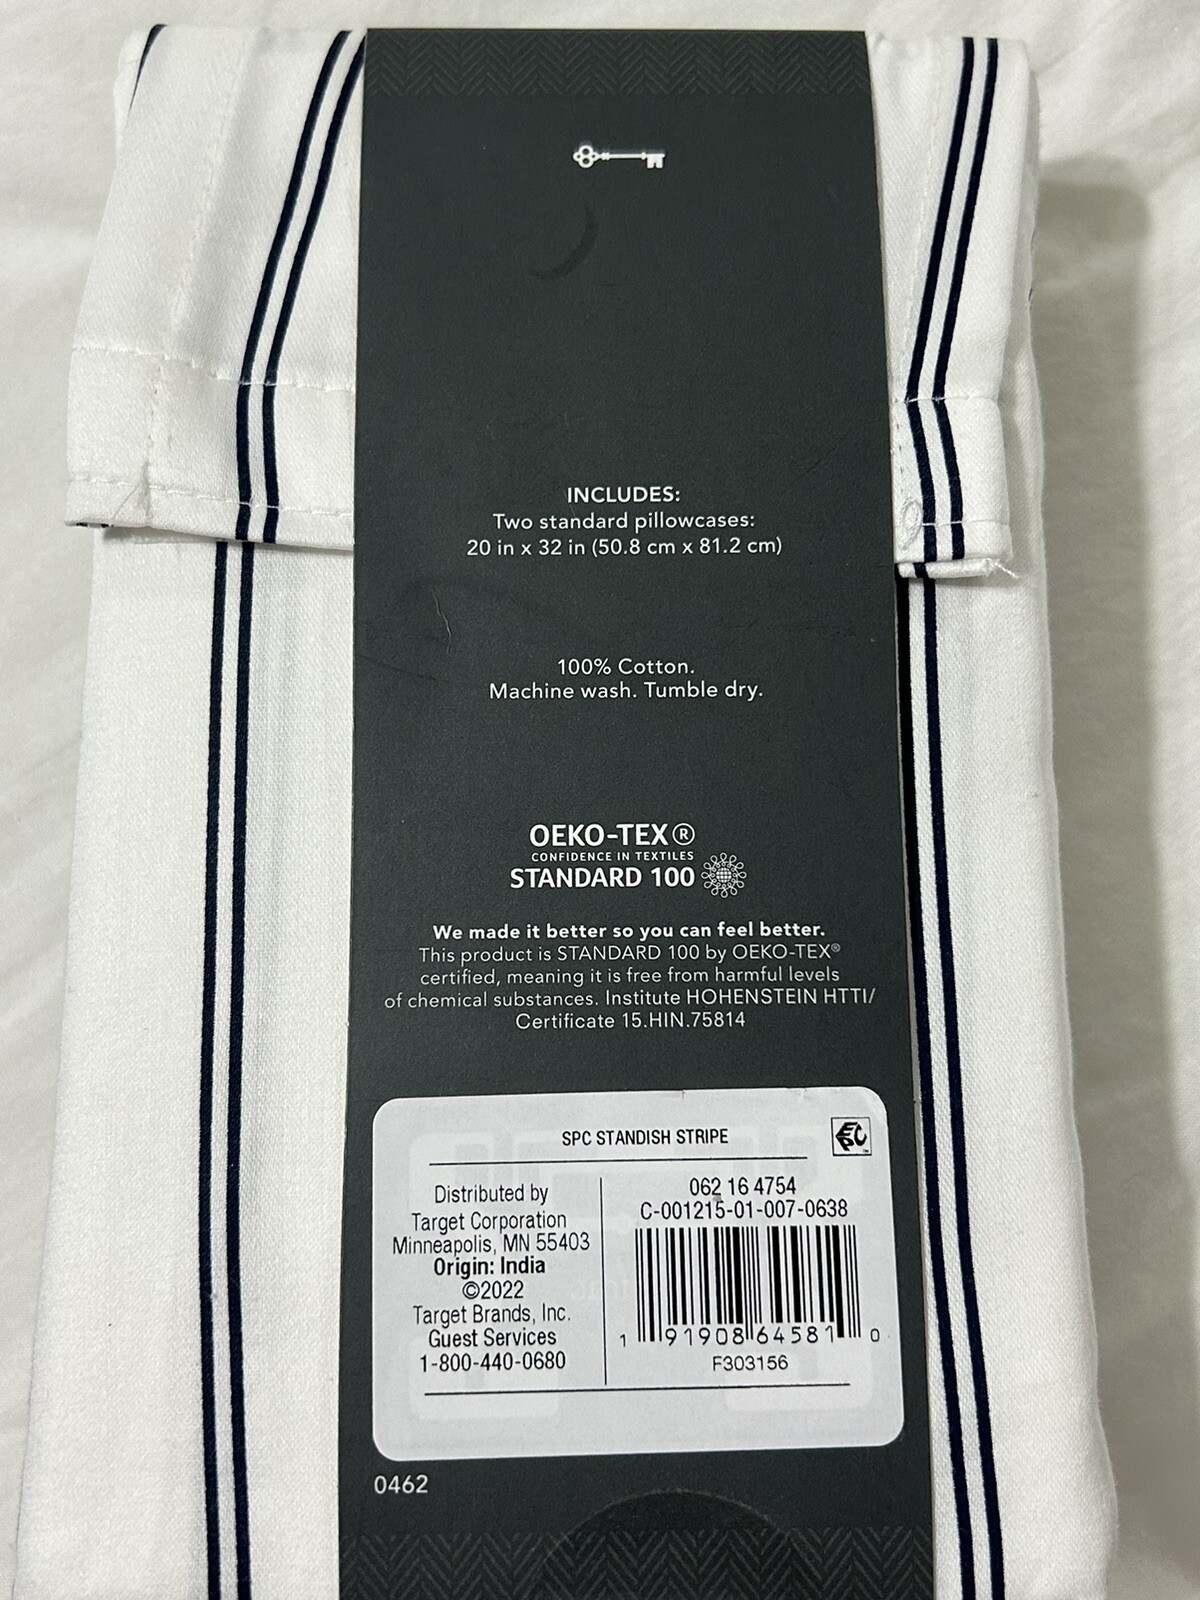 INCLUDES:
Two standard pillowcases:
20 in x 32 in (50.8 cm x 81.2 cm)
100% Cotton.
Machine wash. Tumble dry.
OEKO-TEX®
CONFIDENCE IN TEXTILES
STANDARD 100
We made it better so you can feel better.
This product is STANDARD 100 by OEKO-TEX®
certified, meaning it is free from harmful levels
of chemical substances. Institute HOHENSTEIN HTTI/
Certificate 15.HIN.75814
SPC STANDISH STRIPE
EPC™
Distributed by
Target Corporation
Minneapolis, MN 55403
Origin: India
©2022
Target Brands, Inc.
Guest Services
1-800-440-0680
062 16 4754
C-001215-01-007-0638
1 91908 64581 0
F303156
0462